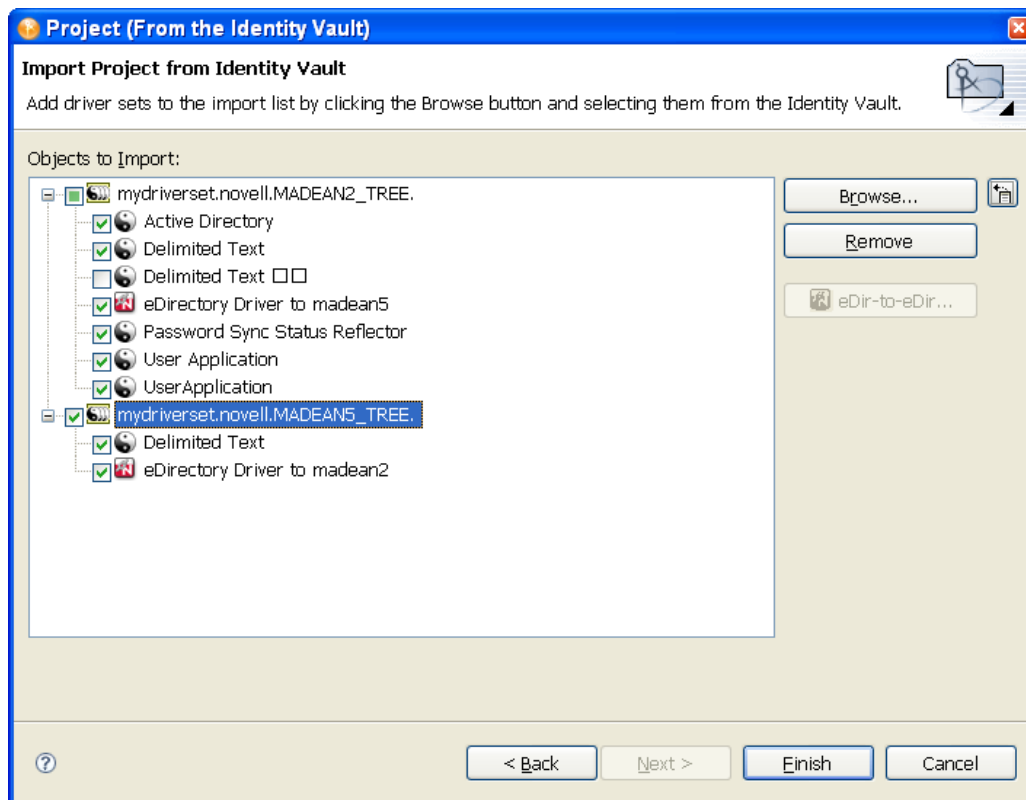 Project (From the Identity Vault)
Import Project from Identity Vault
Add driver sets to the import list by clicking the Browse button and selecting them from the Identity Vault.
Objects to Import:
mydriverset.novell.MADEAN2_TREE.
Active Directory
Delimited Text
Delimited Text □□
eDirectory Driver to madean5
Password Sync Status Reflector
User Application
UserApplication
mydriverset.novell.MADEAN5_TREE.
Delimited Text
eDirectory Driver to madean2
Browse...
Remove
eDir-to-eDir...
< Back
Next >
Finish
Cancel